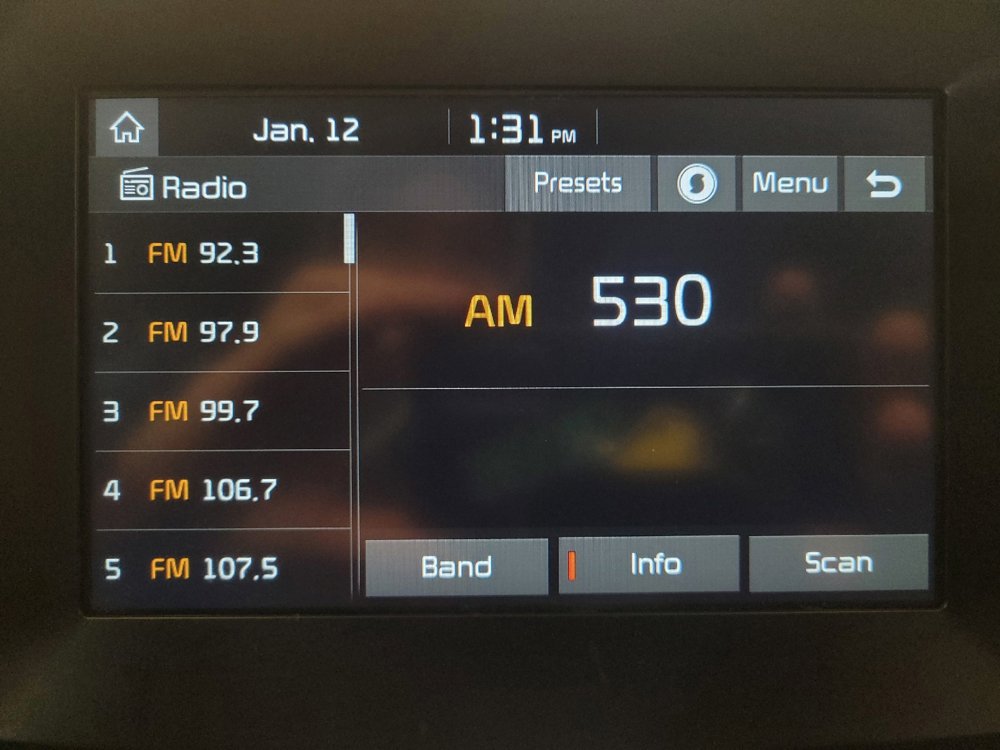 Jan. 12 1:31 PM
Radio Presets Menu
1 FM 92.3
2 FM 97.9
3 FM 99.7
4 FM 106.7
5 FM 107.5
AM 530
Band Info Scan